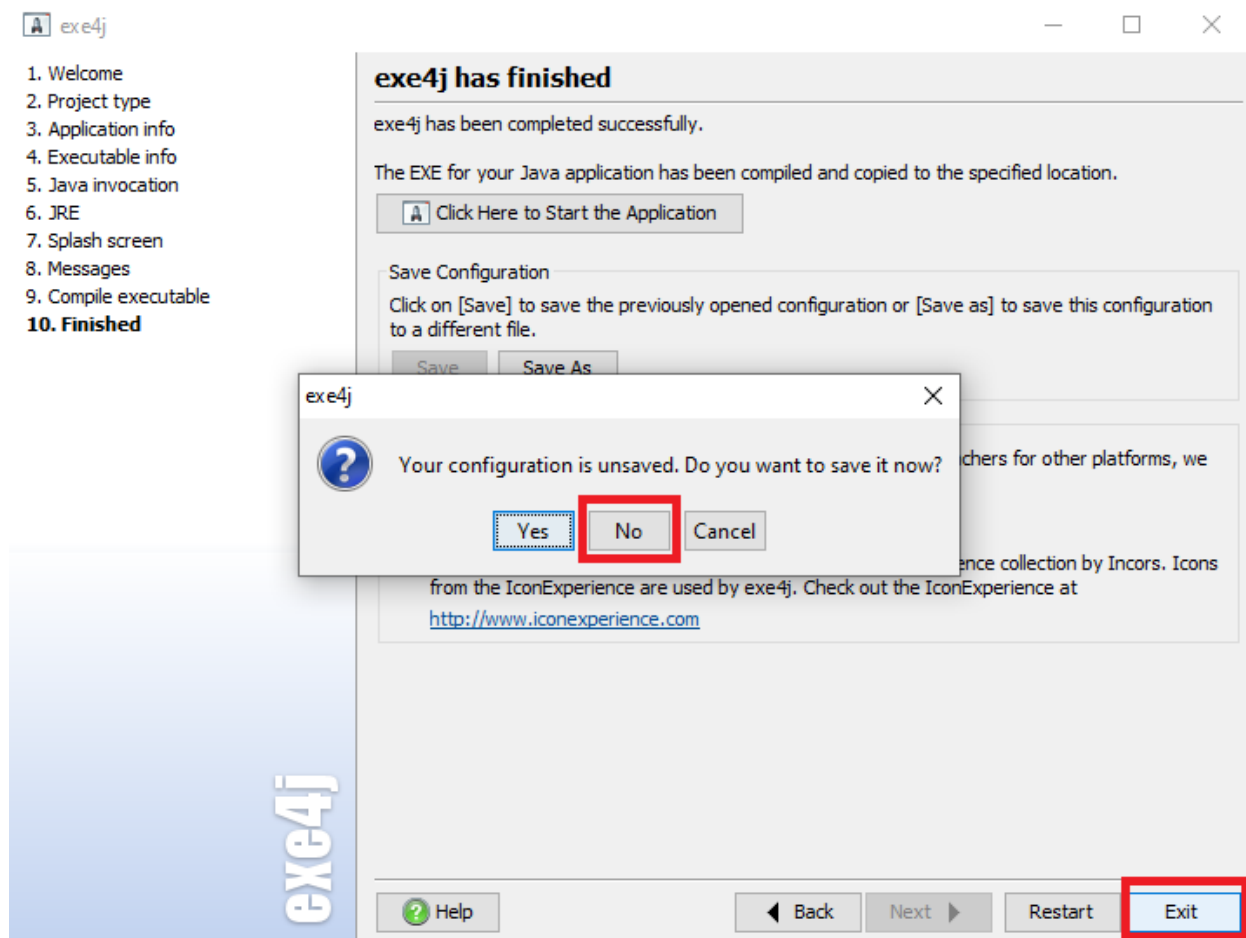 exe4j
1. Welcome
2. Project type
3. Application info
4. Executable info
5. Java invocation
6. JRE
7. Splash screen
8. Messages
9. Compile executable
10. Finished
exe4j
exe4j has finished
exe4j has been completed successfully.
The EXE for your Java application has been compiled and copied to the specified location.
Click Here to Start the Application
Save Configuration
Click on [Save] to save the previously opened configuration or [Save as] to save this configuration
to a different file.
Save Save As
exe4j
Your configuration is unsaved. Do you want to save it now?
Yes No Cancel
for other platforms, we
collection by Incors. Icons
from the IconExperience are used by exe4j. Check out the IconExperience at
http://www.iconexperience.com
Help Back Next Restart Exit